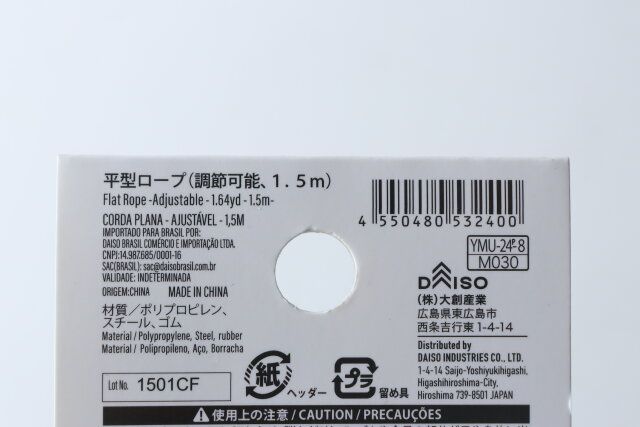 平型ロープ(調節可能、1.5m)
Flat Rope -Adjustable - 1.64yd - 1.5m-
CORDA PLANA - AJUSTÁVEL - 1,5M
IMPORTADO PARA BRASIL POR:
DAISO BRASIL COMÉRCIO E IMPORTAÇÃO LTDA.
CNPJ:14.987.685/0001-16
SAC(BRASIL): sac@daisobrasil.com.br
VALIDADE: INDETERMINADA
ORIGEM:CHINA MADE IN CHINA
材質/ポリプロピレン、
スチール、ゴム
Material / Polypropylene, Steel, rubber
Material / Polipropileno, Aço, Borracha
Lot No. 1501CF
紙 ヘッダー
プラ 留め具
4 550480 532400
YMU-24P-8
M030
DAISO
(株)大創産業
広島県東広島市
西条吉行東1-4-14
Distributed by
DAISO INDUSTRIES CO., LTD.
1-4-14 Saijo-Yoshiyukihigashi,
Higashihiroshima-City,
Hiroshima 739-8501 JAPAN
使用上の注意 / CAUTION / PRECAUÇÕES